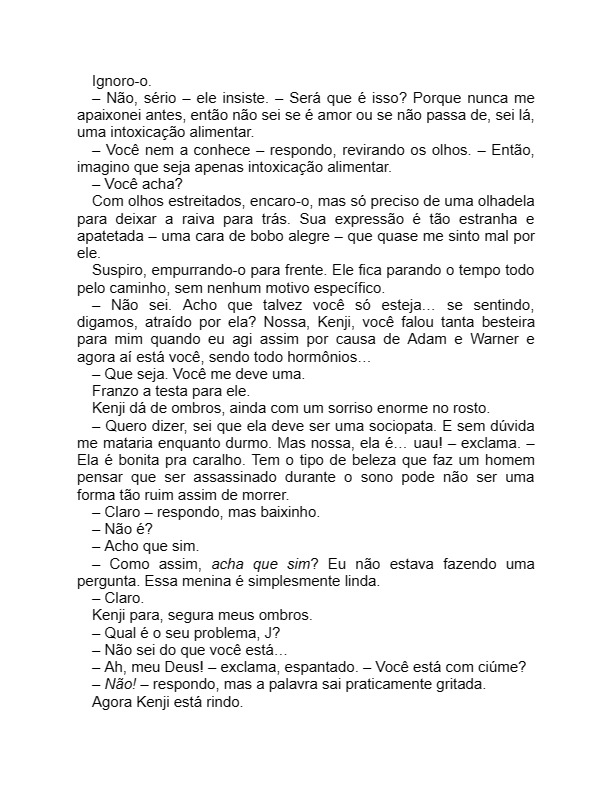 Ignoro-o.
– Não, sério – ele insiste. – Será que é isso? Porque nunca me
apaixonei antes, então não sei se é amor ou se não passa de, sei lá,
uma intoxicação alimentar.
– Você nem a conhece – respondo, revirando os olhos. – Então,
imagino que seja apenas intoxicação alimentar.
– Você acha?
Com olhos estreitados, encaro-o, mas só preciso de uma olhadela
para deixar a raiva para trás. Sua expressão é tão estranha e
apatetada – uma cara de bobo alegre – que quase me sinto mal por
ele.
Suspiro, empurrando-o para frente. Ele fica parando o tempo todo
pelo caminho, sem nenhum motivo específico.
– Não sei. Acho que talvez você só esteja… se sentindo,
digamos, atraído por ela? Nossa, Kenji, você falou tanta besteira
para mim quando eu agi assim por causa de Adam e Warner e
agora aí está você, sendo todo hormônios…
– Que seja. Você me deve uma.
Franzo a testa para ele.
Kenji dá de ombros, ainda com um sorriso enorme no rosto.
– Quero dizer, sei que ela deve ser uma sociopata. E sem dúvida
me mataria enquanto durmo. Mas nossa, ela é… uau! – exclama. –
Ela é bonita pra caralho. Tem o tipo de beleza que faz um homem
pensar que ser assassinado durante o sono pode não ser uma
forma tão ruim assim de morrer.
– Claro – respondo, mas baixinho.
– Não é?
– Acho que sim.
– Como assim, acha que sim? Eu não estava fazendo uma
pergunta. Essa menina é simplesmente linda.
– Claro.
Kenji para, segura meus ombros.
– Qual é o seu problema, J?
– Não sei do que você está…
– Ah, meu Deus! – exclama, espantado. – Você está com ciúme?
– Não! – respondo, mas a palavra sai praticamente gritada.
Agora Kenji está rindo.